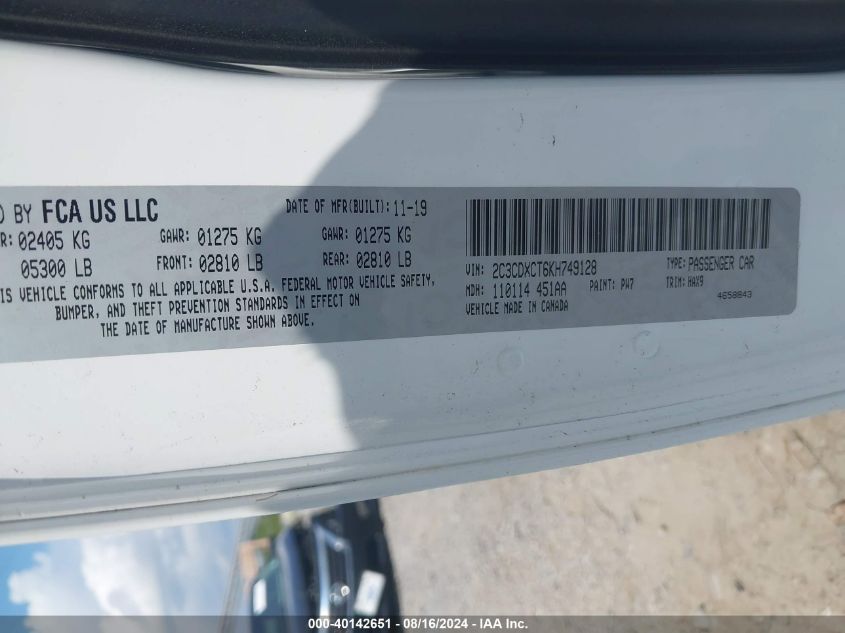 D BY FCA US LLC
DATE OF MFR(BUILT): 11-19
R: 02405 KG GAWR: 01275 KG GAWR: 01275 KG
05300 LB FRONT: 02810 LB REAR: 02810 LB
IS VEHICLE CONFORMS TO ALL APPLICABLE U.S.A. FEDERAL MOTOR VEHICLE SAFETY,
BUMPER, AND THEFT PREVENTION STANDARDS IN EFFECT ON
THE DATE OF MANUFACTURE SHOWN ABOVE.
VIN: 2C3CDXCT6KH749128 TYPE: PASSENGER CAR
MDH: 110114 451AA PAINT: PW7 TRIM: HAX9
VEHICLE MADE IN CANADA 4658843
000-40142651 - 08/16/2024 - IAA Inc.